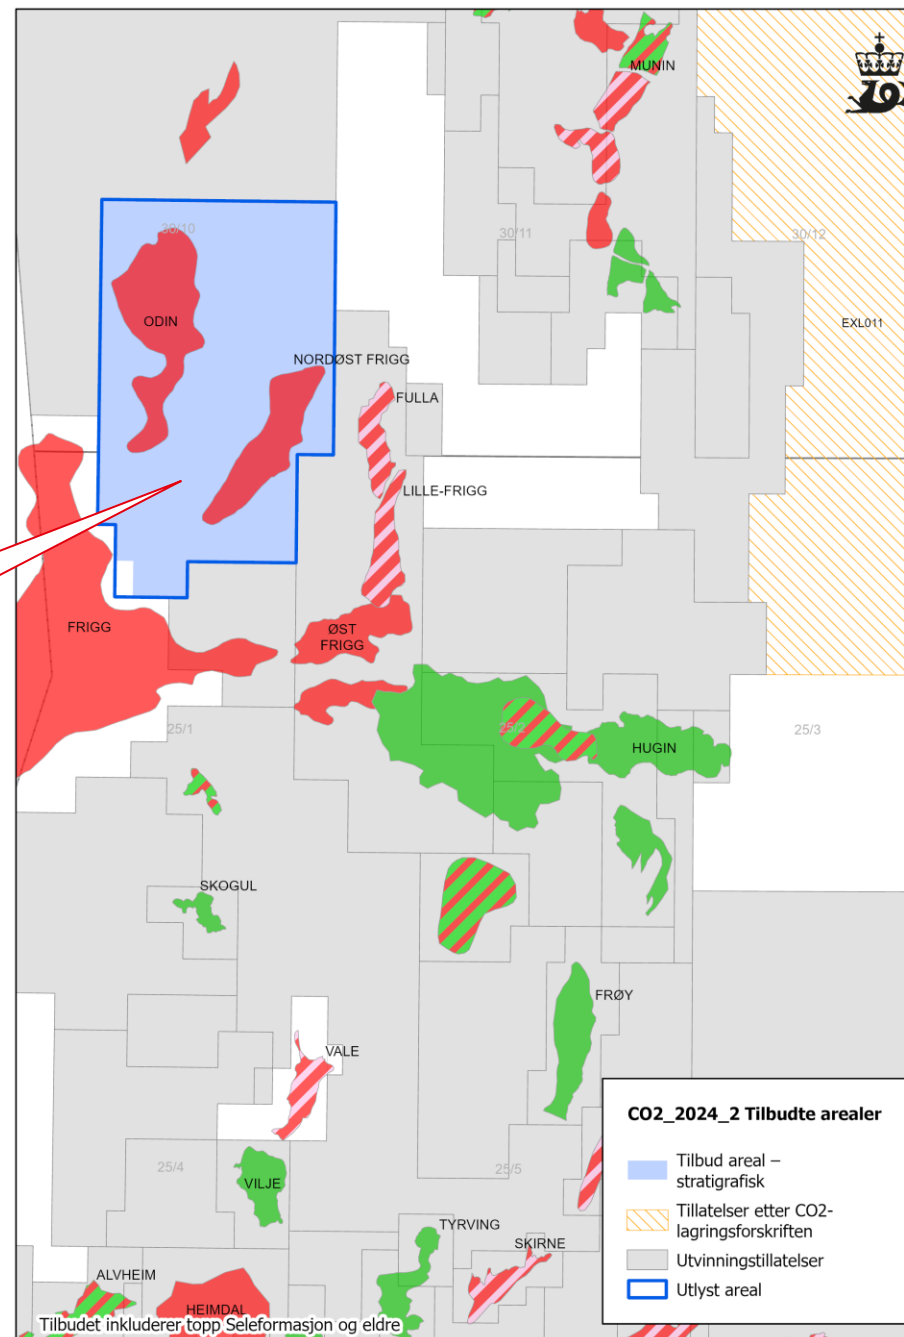 MUNIN
30/10
30/11
30/12
ODIN
EXL011
NORDØST FRIGG
FULLA
LILLE-FRIGG
FRIGG
ØST
FRIGG
25/1
25/2
25/3
HUGIN
SKOGUL
FRØY
VALE
25/4
25/5
VILJE
TYRVING
SKIRNE
ALVHEIM
HEIMDAL
Tilbudet inkluderer topp Seleformasjon og eldre
CO2_2024_2 Tilbudte arealer
Tilbud areal –
stratigrafisk
Tillatelser etter CO2-
lagringsforskriften
Utvinningstillatelser
Utlyst areal